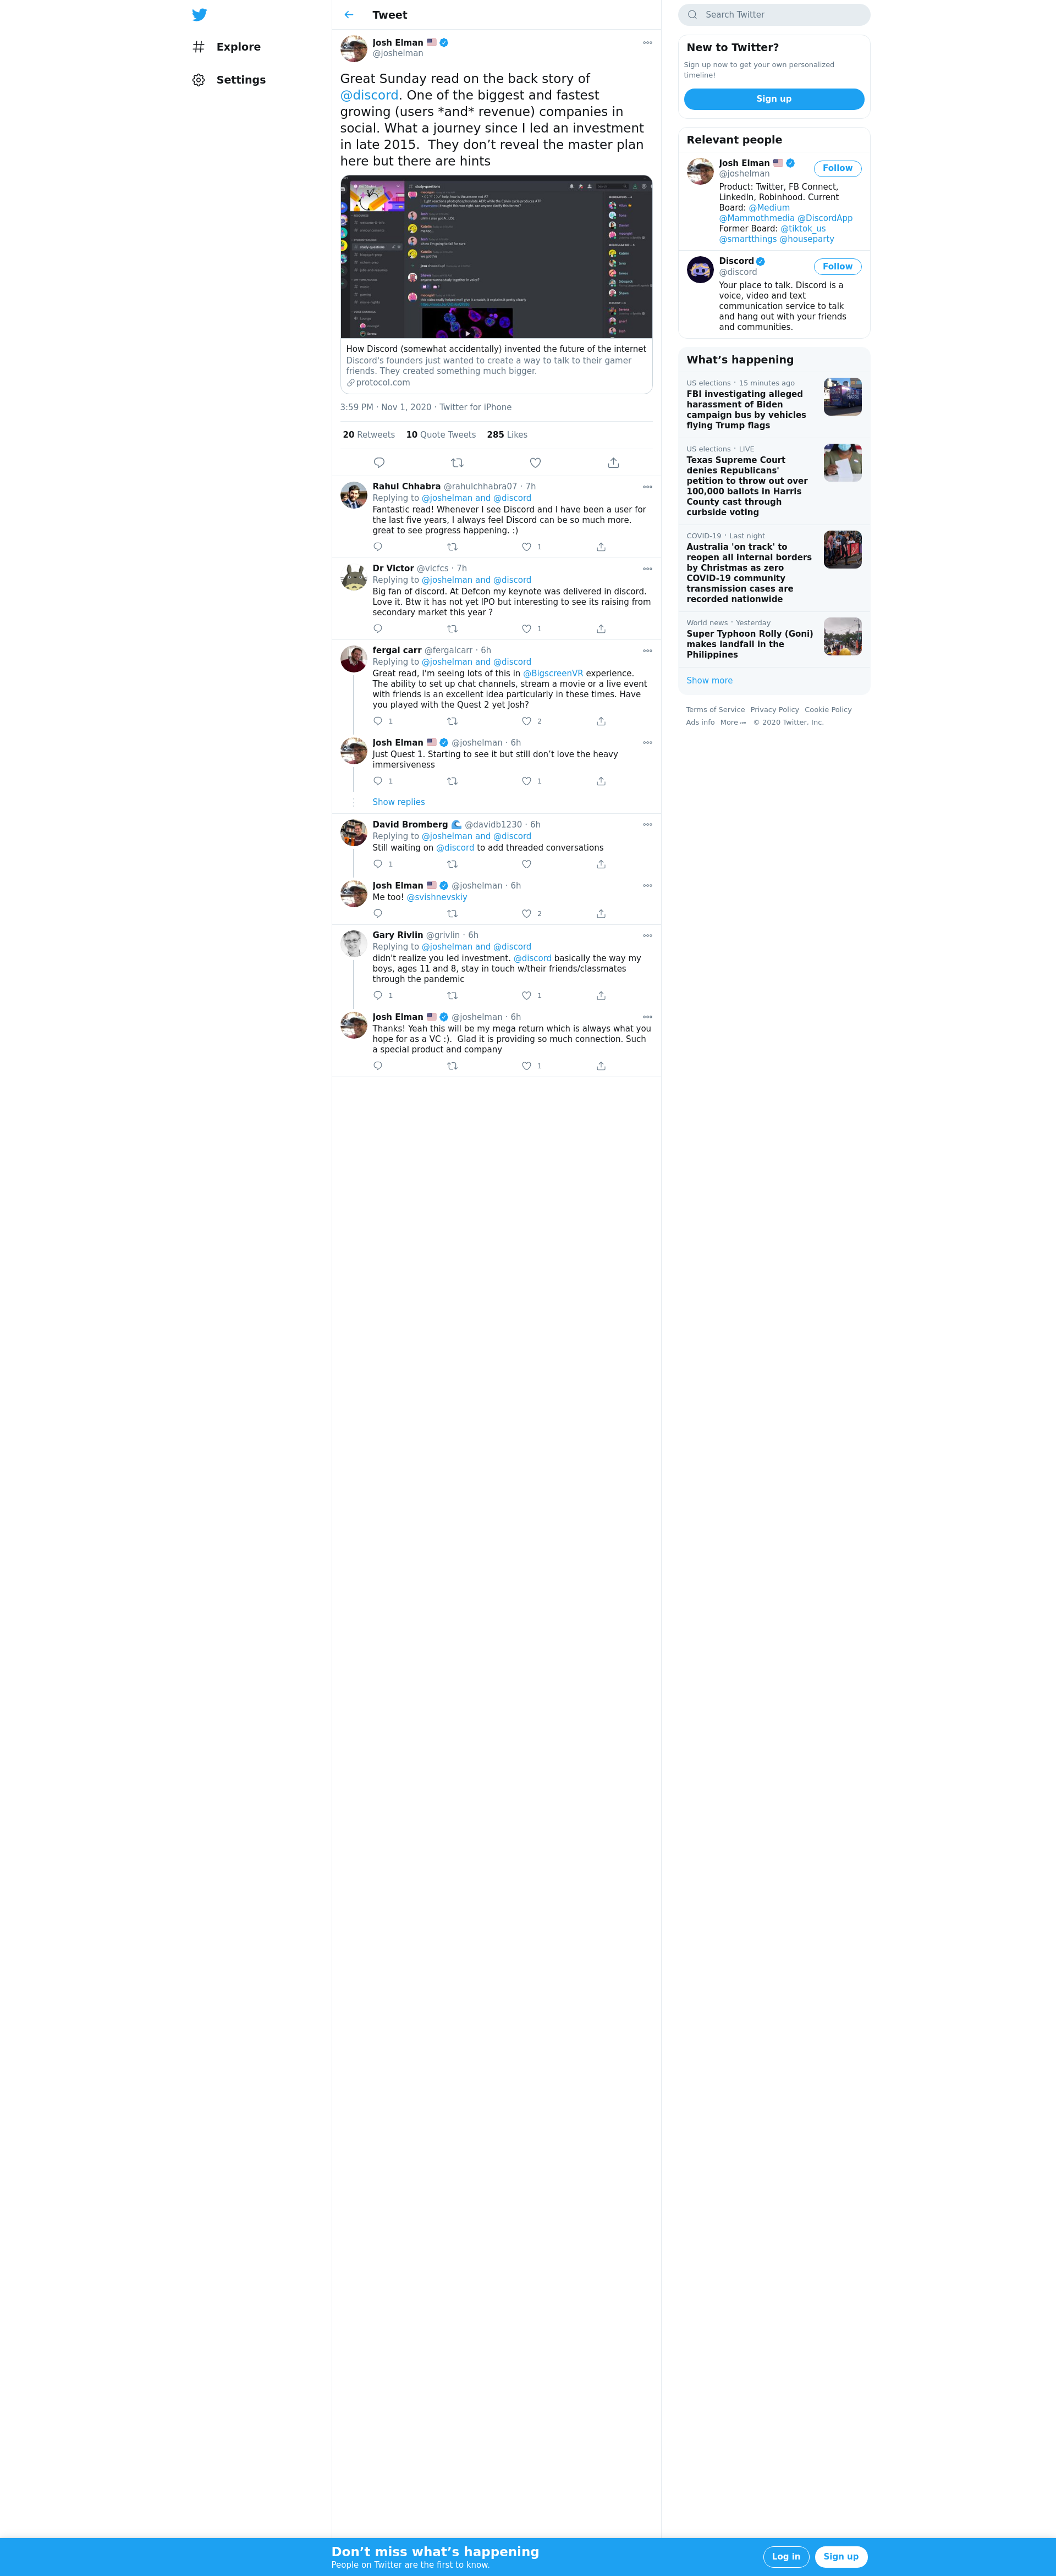 Explore
Settings
Tweet
Josh Elman
@joshelman
Great Sunday read on the back story of
@discord. One of the biggest and fastest
growing (users *and* revenue) companies in
social. What a journey since I led an investment
in late 2015.  They don’t reveal the master plan
here but there are hints
study-questions
How Discord (somewhat accidentally) invented the future of the internet
Discord's founders just wanted to create a way to talk to their gamer
friends. They created something much bigger.
protocol.com
3:59 PM · Nov 1, 2020 · Twitter for iPhone
20 Retweets 10 Quote Tweets 285 Likes
Rahul Chhabra @rahulchhabra07 · 7h
Replying to @joshelman and @discord
Fantastic read! Whenever I see Discord and I have been a user for
the last five years, I always feel Discord can be so much more.
great to see progress happening. :)
1
Dr Victor @vicfcs · 7h
Replying to @joshelman and @discord
Big fan of discord. At Defcon my keynote was delivered in discord.
Love it. Btw it has not yet IPO but interesting to see its raising from
secondary market this year ?
1
fergal carr @fergalcarr · 6h
Replying to @joshelman and @discord
Great read, I'm seeing lots of this in @BigscreenVR experience.
The ability to set up chat channels, stream a movie or a live event
with friends is an excellent idea particularly in these times. Have
you played with the Quest 2 yet Josh?
1 2
Josh Elman @joshelman · 6h
Just Quest 1. Starting to see it but still don’t love the heavy
immersiveness
1 1
Show replies
David Bromberg @davidb1230 · 6h
Replying to @joshelman and @discord
Still waiting on @discord to add threaded conversations
1
Josh Elman @joshelman · 6h
Me too! @svishnevskiy
2
Gary Rivlin @grivlin · 6h
Replying to @joshelman and @discord
didn't realize you led investment. @discord basically the way my
boys, ages 11 and 8, stay in touch w/their friends/classmates
through the pandemic
1 1
Josh Elman @joshelman · 6h
Thanks! Yeah this will be my mega return which is always what you
hope for as a VC :).  Glad it is providing so much connection. Such
a special product and company
1
Search Twitter
New to Twitter?
Sign up now to get your own personalized
timeline!
Sign up
Relevant people
Josh Elman
@joshelman
Follow
Product: Twitter, FB Connect,
LinkedIn, Robinhood. Current
Board: @Medium
@Mammothmedia @DiscordApp
Former Board: @tiktok_us
@smartthings @houseparty
Discord
@discord
Follow
Your place to talk. Discord is a
voice, video and text
communication service to talk
and hang out with your friends
and communities.
What’s happening
US elections · 15 minutes ago
FBI investigating alleged
harassment of Biden
campaign bus by vehicles
flying Trump flags
US elections · LIVE
Texas Supreme Court
denies Republicans'
petition to throw out over
100,000 ballots in Harris
County cast through
curbside voting
COVID-19 · Last night
Australia 'on track' to
reopen all internal borders
by Christmas as zero
COVID-19 community
transmission cases are
recorded nationwide
World news · Yesterday
Super Typhoon Rolly (Goni)
makes landfall in the
Philippines
Show more
Terms of Service Privacy Policy Cookie Policy
Ads info More © 2020 Twitter, Inc.
Don’t miss what’s happening
People on Twitter are the first to know.
Log in
Sign up